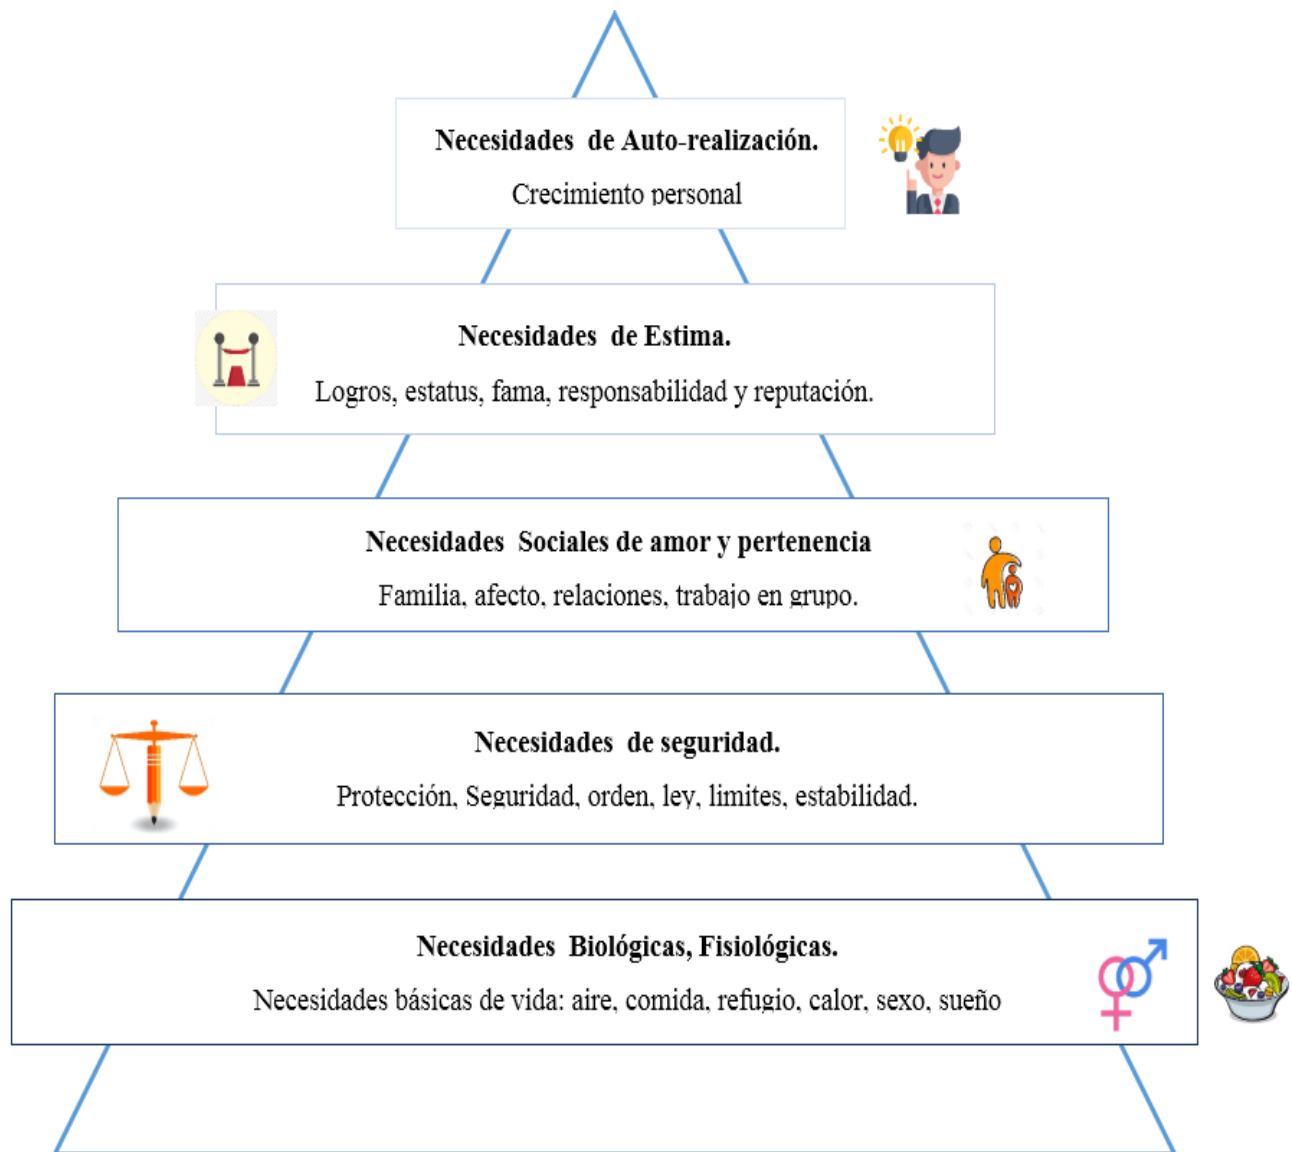 Necesidades de Auto-realización.
Crecimiento personal
Necesidades de Estima.
Logros, estatus, fama, responsabilidad y reputación.
Necesidades Sociales de amor y pertenencia
Familia, afecto, relaciones, trabajo en grupo.
Necesidades de seguridad.
Protección, Seguridad, orden, ley, limites, estabilidad.
Necesidades Biológicas, Fisiológicas.
Necesidades básicas de vida: aire, comida, refugio, calor, sexo, sueño